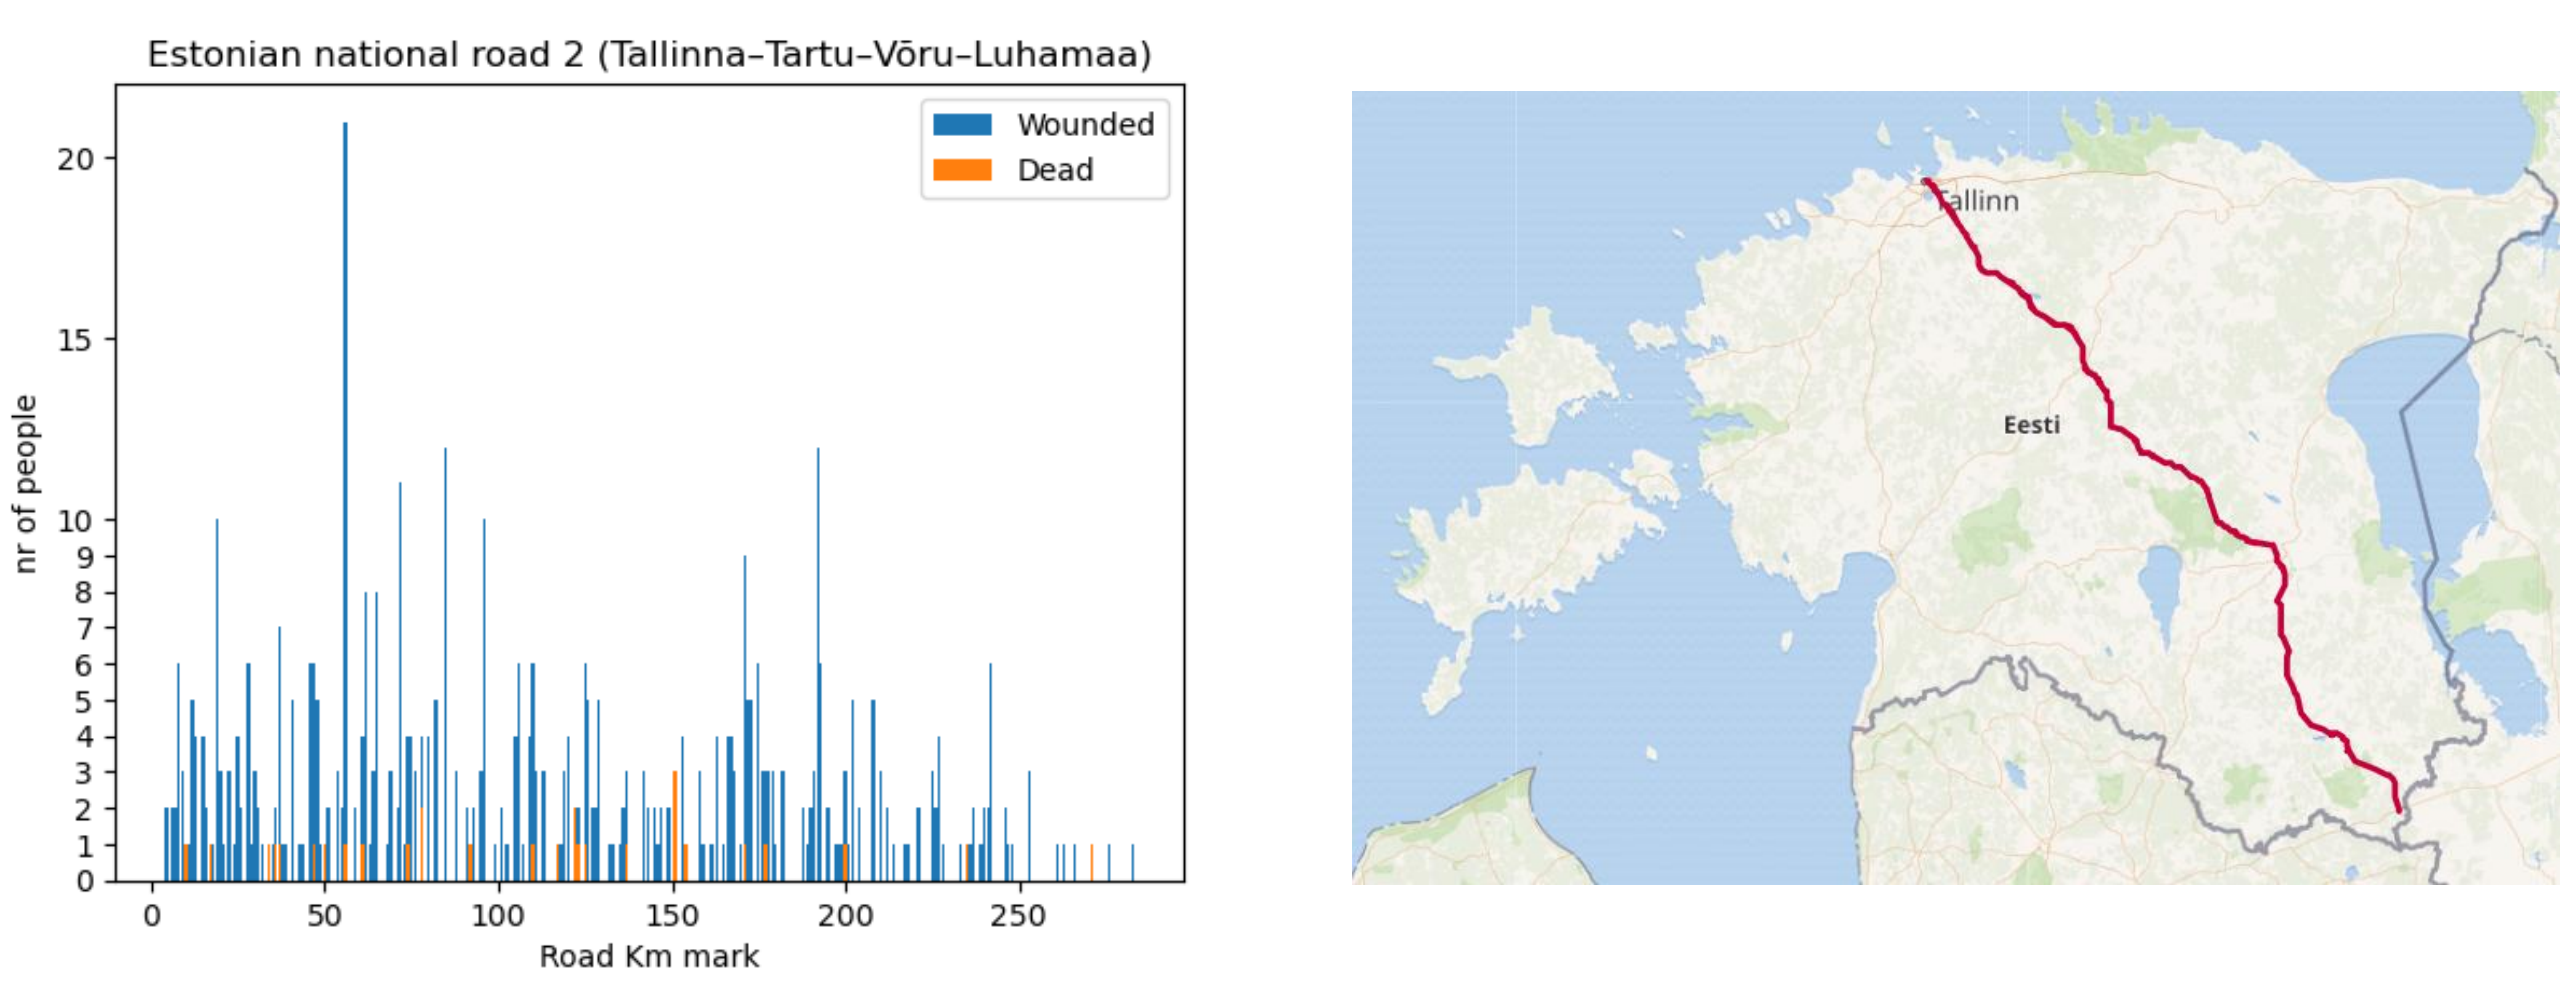 Estonian national road 2 (Tallinna–Tartu–Võru–Luhamaa)
Wounded
Dead
nr of people
20
15
10
9
8
7
6
5
4
3
2
1
0
0 50 100 150 200 250
Road Km mark
Tallinn
Eesti